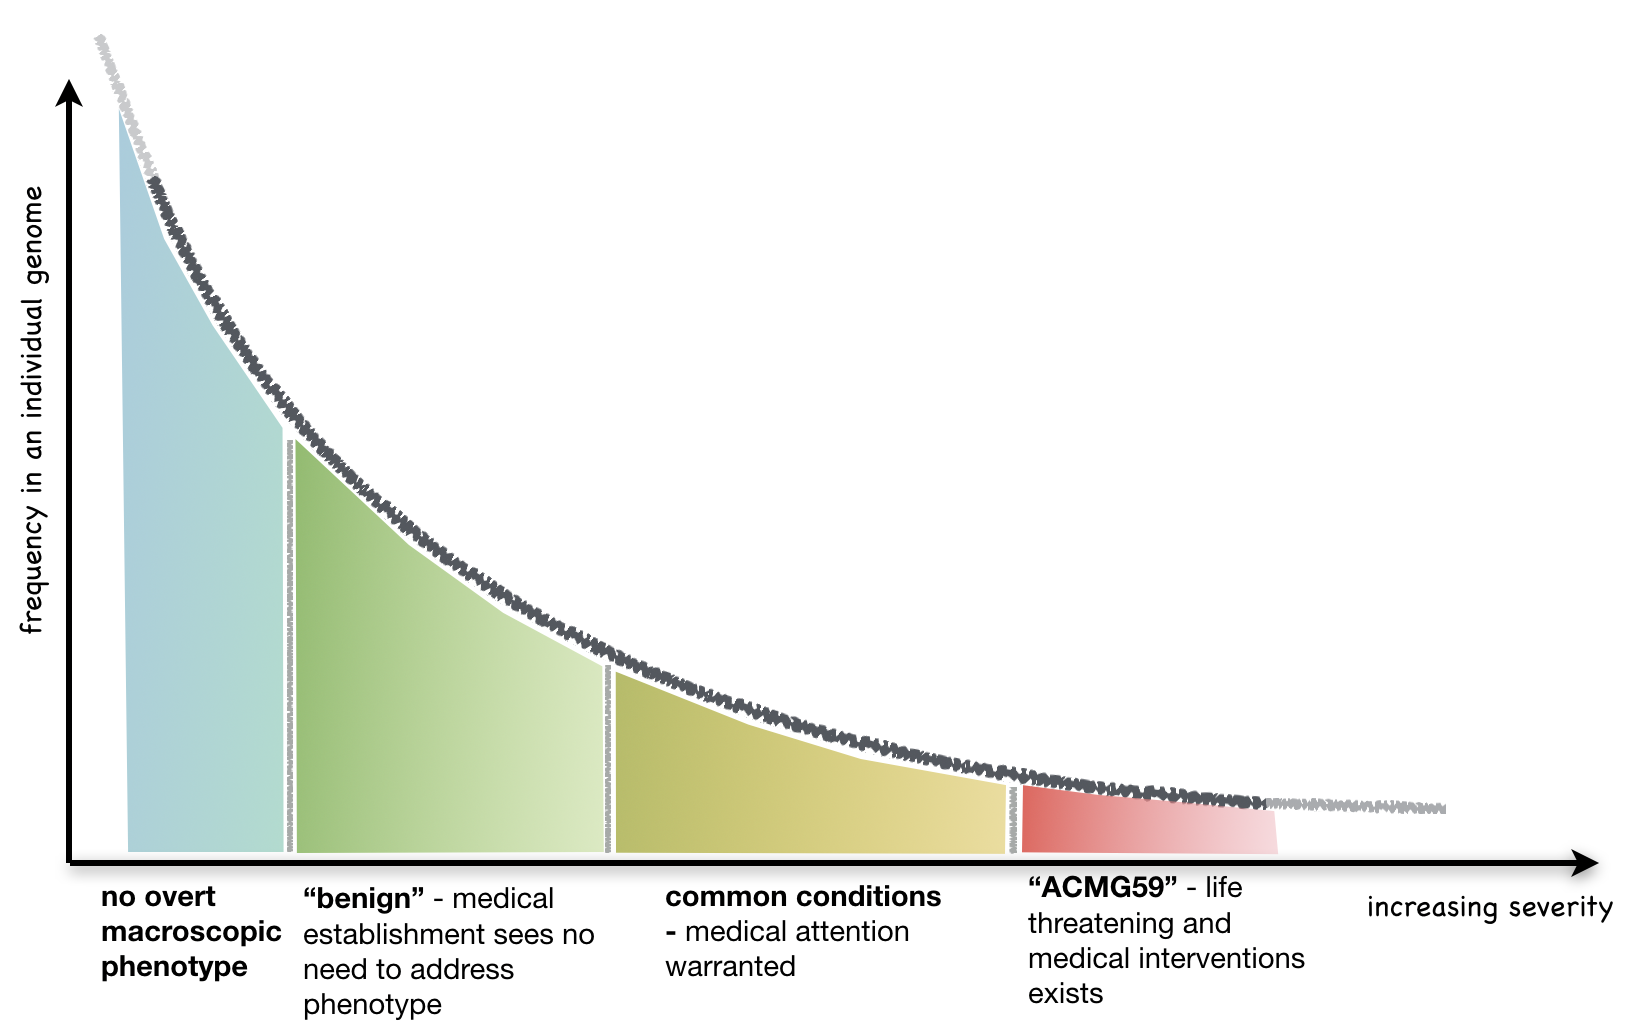 frequency in an individual genome
no overt
macroscopic
phenotype
“benign” - medical
establishment sees no
need to address
phenotype
common conditions
- medical attention
warranted
“ACMG59” - life
threatening and
medical interventions
exists
increasing severity